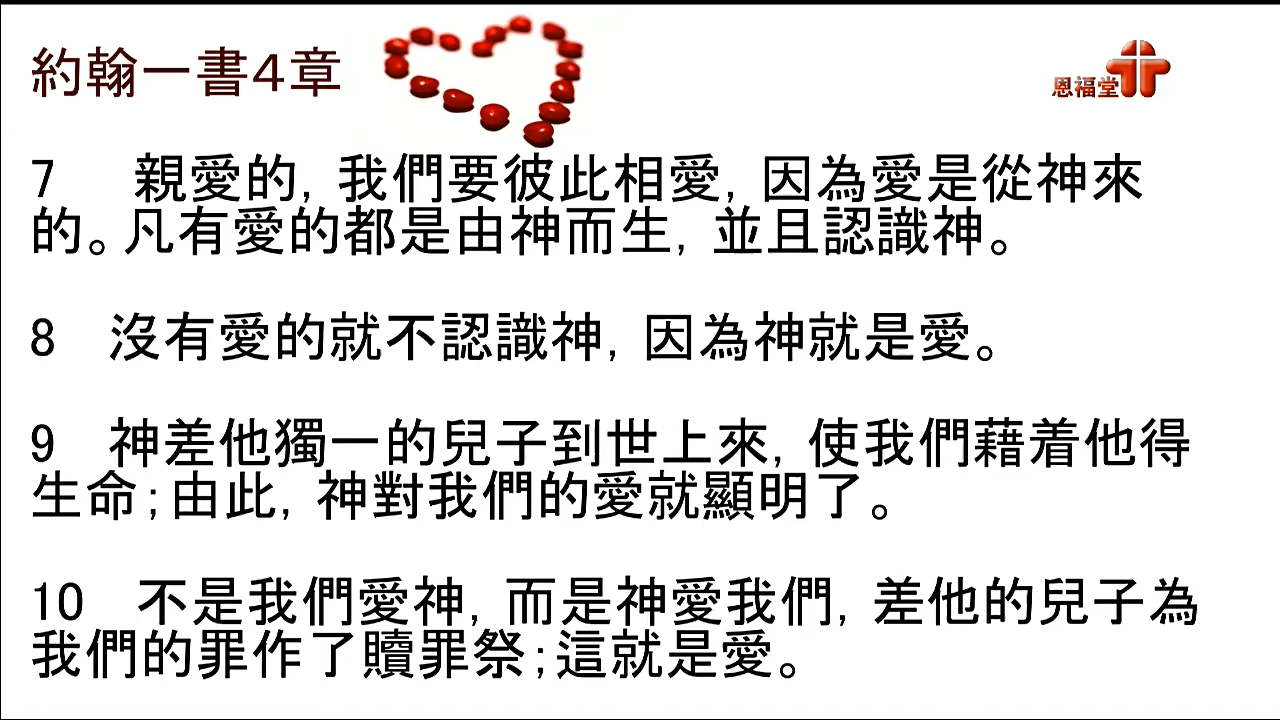 約翰一書4章
恩福堂
7 親愛的, 我們要彼此相愛, 因為愛是從神來
的。凡有愛的都是由神而生, 並且認識神。
8 沒有愛的就不認識神, 因為神就是愛。
9 神差他獨一的兒子到世上來, 使我們藉着他得
生命;由此, 神對我們的愛就顯明了。
10 不是我們愛神, 而是神愛我們, 差他的兒子為
我們的罪作了贖罪祭;這就是愛。